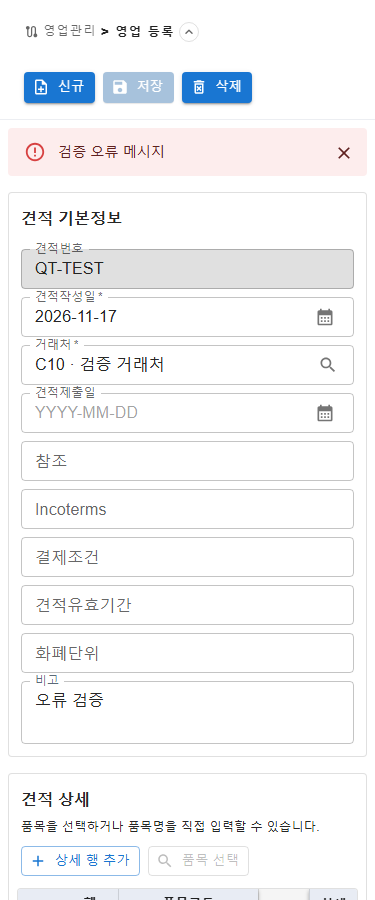 영업관리 > 영업 등록
신규 저장 삭제
검증 오류 메시지
견적 기본정보
견적번호
QT-TEST
견적작성일 *
2026-11-17
거래처 *
C10 · 검증 거래처
견적제출일
YYYY-MM-DD
참조
Incoterms
결제조건
견적유효기간
화폐단위
비고
오류 검증
견적 상세
품목을 선택하거나 품목명을 직접 입력할 수 있습니다.
상세 행 추가 품목 선택